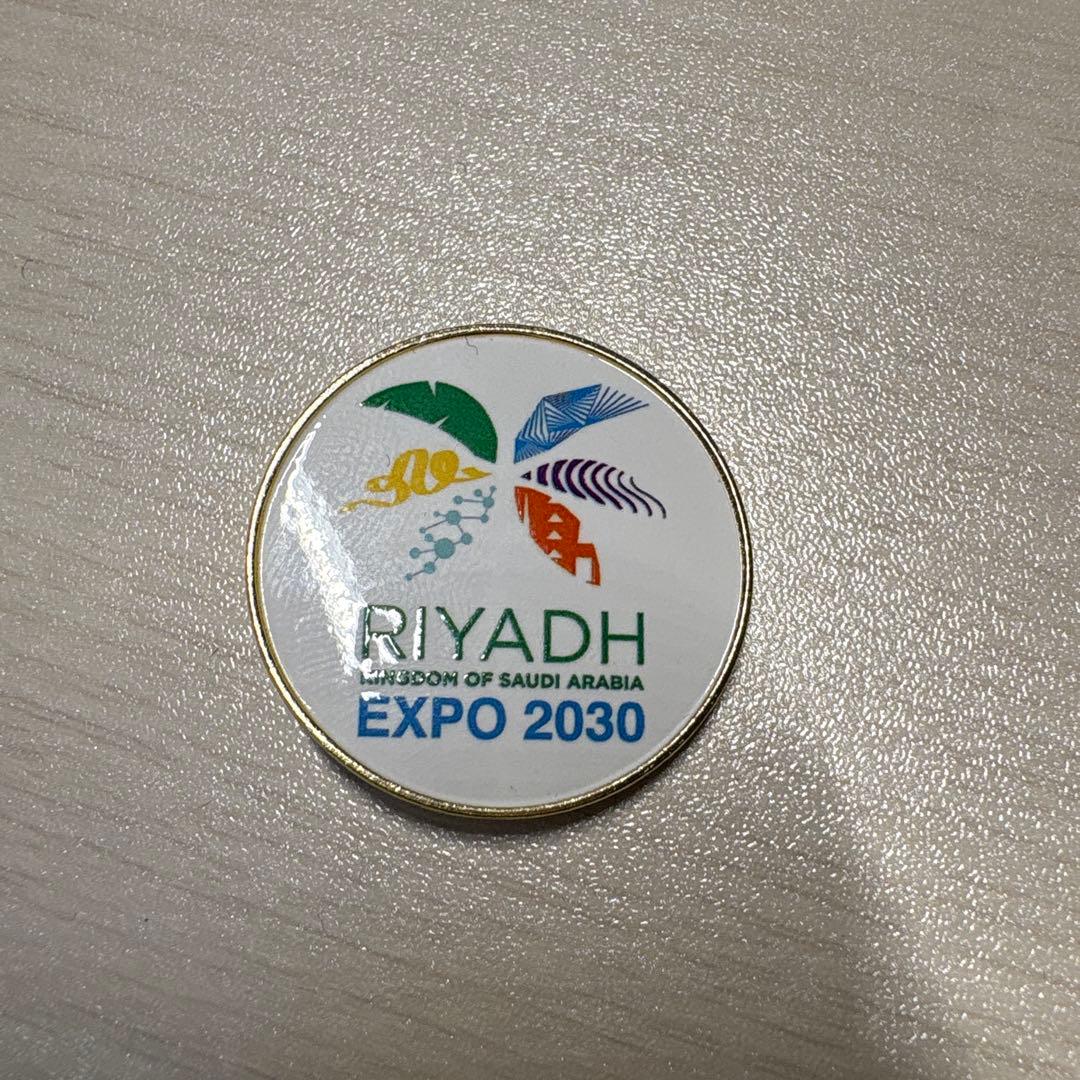 RIYADH
KINGDOM OF SAUDI ARABIA
EXPO 2030